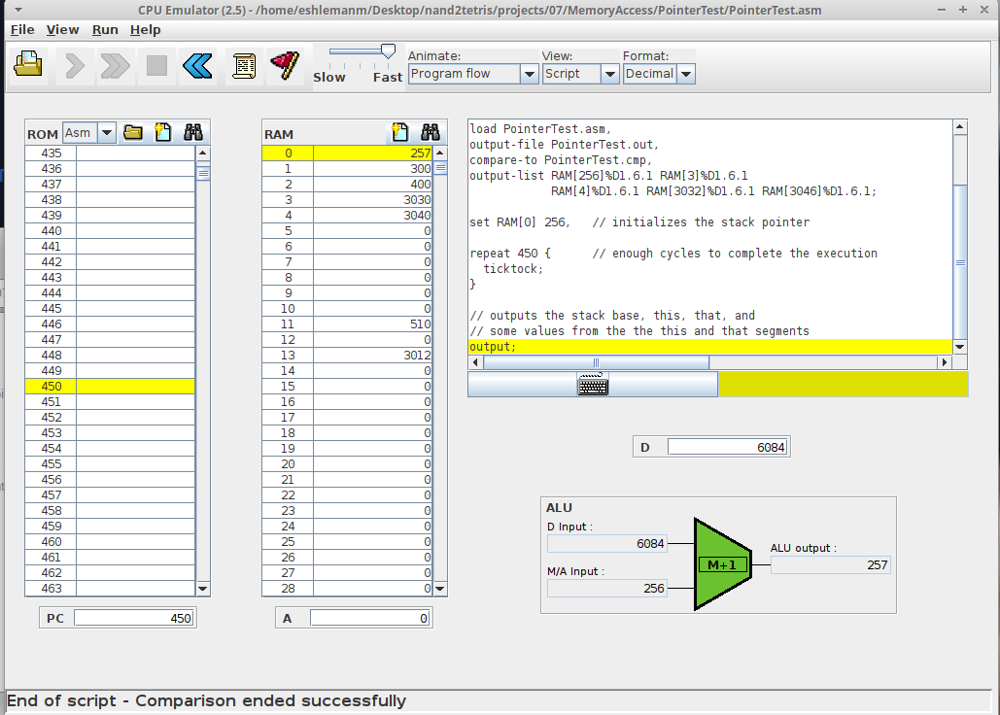 CPU Emulator (2.5) - /home/eshlemanm/Desktop/nand2tetris/projects/07/MemoryAccess/PointerTest/PointerTest.asm
File View Run Help
Slow Fast
Animate:
Program flow
View:
Script
Format:
Decimal
ROM Asm
435
436
437
438
439
440
441
442
443
444
445
446
447
448
449
450
451
452
453
454
455
456
457
458
459
460
461
462
463
PC 450
RAM
0 257
1 300
2 400
3 3030
4 3040
5 0
6 0
7 0
8 0
9 0
10 0
11 510
12 0
13 3012
14 0
15 0
16 0
17 0
18 0
19 0
20 0
21 0
22 0
23 0
24 0
25 0
26 0
27 0
28 0
A 0
load PointerTest.asm,
output-file PointerTest.out,
compare-to PointerTest.cmp,
output-list RAM[256]%D1.6.1 RAM[3]%D1.6.1
RAM[4]%D1.6.1 RAM[3032]%D1.6.1 RAM[3046]%D1.6.1;
set RAM[0] 256, // initializes the stack pointer
repeat 450 { // enough cycles to complete the execution
ticktock;
}
// outputs the stack base, this, that, and
// some values from the the this and that segments
output;
D 6084
ALU
D Input :
6084
M/A Input :
256
M+1
ALU output :
257
End of script - Comparison ended successfully